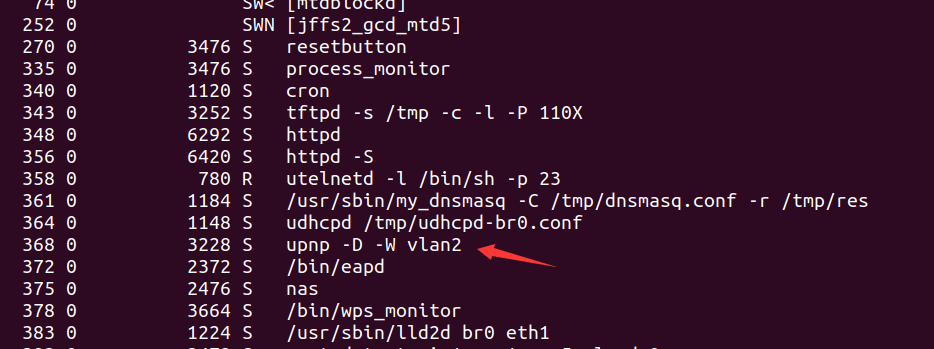 74 0 SW< [mtdblockd]
252 0 SWN [jffs2_gcd_mtd5]
270 0 3476 S resetbutton
335 0 3476 S process_monitor
340 0 1120 S cron
343 0 3252 S tftpd -s /tmp -c -l -P 110X
348 0 6292 S httpd
356 0 6420 S httpd -S
358 0 780 R utelnetd -l /bin/sh -p 23
361 0 1184 S /usr/sbin/my_dnsmasq -C /tmp/dnsmasq.conf -r /tmp/res
364 0 1148 S udhcpd /tmp/udhcpd-br0.conf
368 0 3228 S upnp -D -W vlan2
372 0 2372 S /bin/eapd
375 0 2476 S nas
378 0 3664 S /bin/wps_monitor
383 0 1224 S /usr/sbin/lld2d br0 eth1